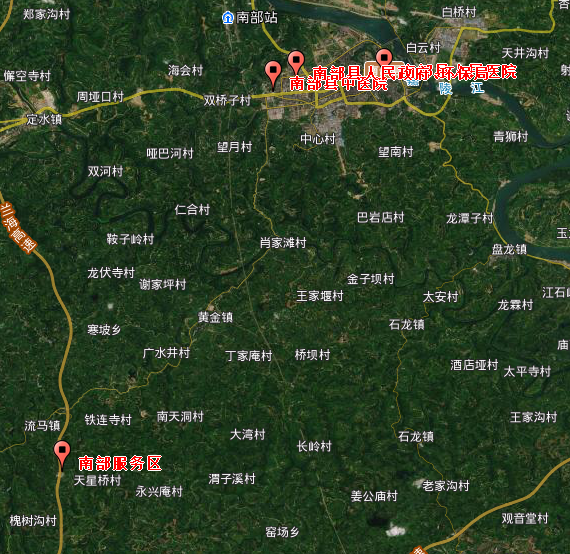 郑家沟村
南部站
白桥村
白云村
天井沟村
懈空寺村
海会村
南部县人民政府
南部县人民医院
南部县中医院
陵
江
周垭口村
双桥子村
定水镇
中心村
青狮村
哑巴河村
望月村
望南村
双河村
仁合村
巴岩店村
龙潭子村
鞍子岭村
肖家滩村
盘龙镇
龙伏寺村
谢家坪村
金子坝村
王家堰村
太安村
江石
龙霖村
黄金镇
石龙镇
寒坡乡
广水井村
丁家庵村
桥坝村
酒店垭村
太平寺村
铁连寺村
南天洞村
王家沟村
流马镇
大湾村
长岭村
石龙镇
南部服务区
天星桥村
渭子溪村
永兴庵村
老家沟村
姜公庙村
槐树沟村
窑场乡
观音堂村